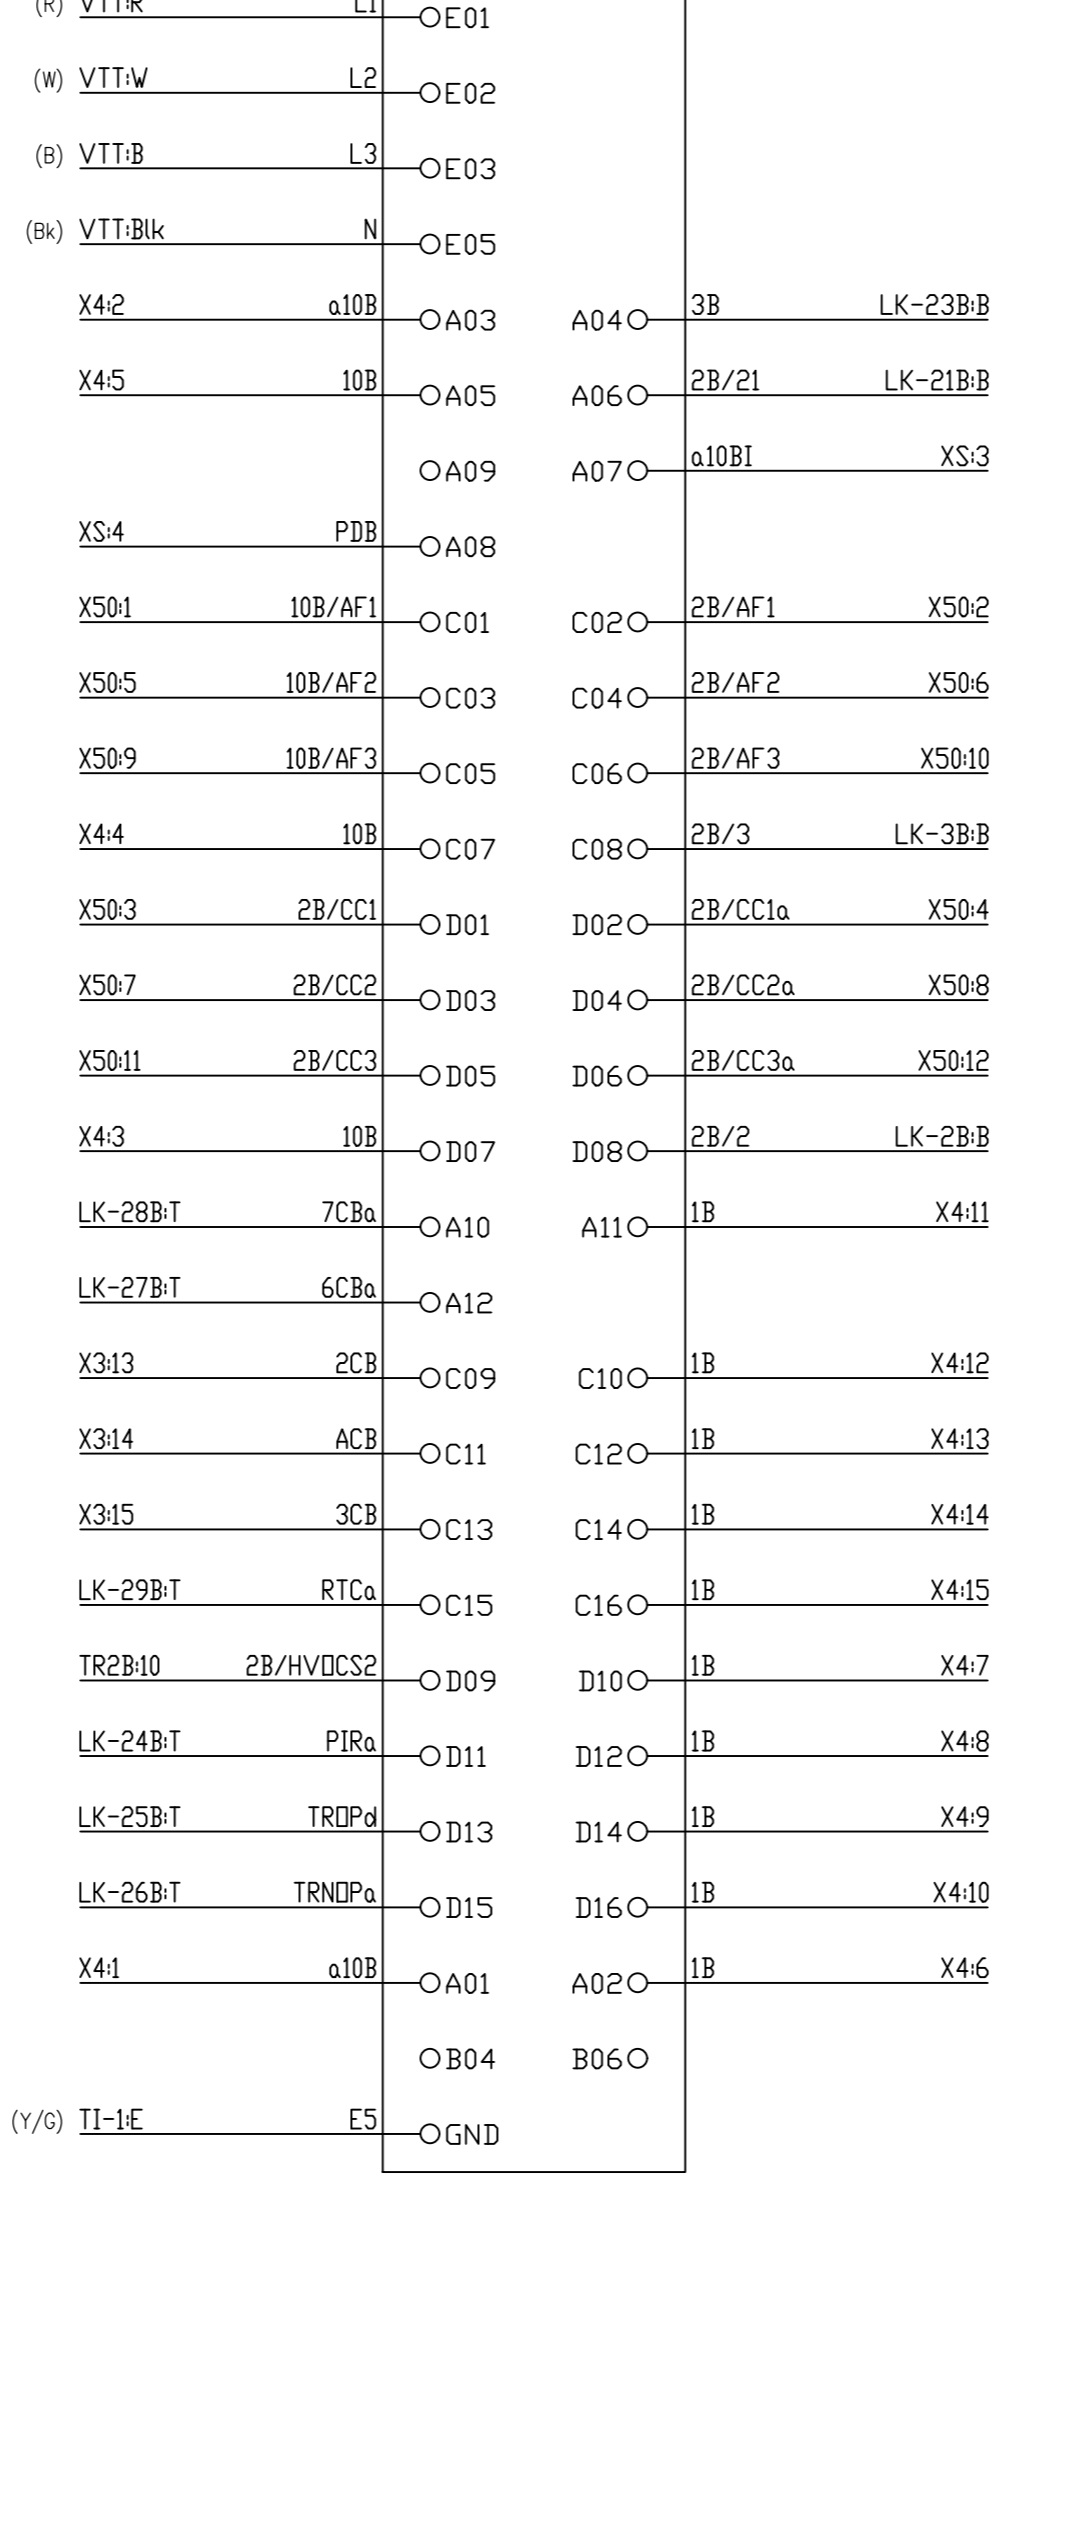 (R) VTT:R L1 E01
(W) VTT:W L2 E02
(B) VTT:B L3 E03
(Bk) VTT:Blk N E05
X4:2 a10B A03 A04 3B LK-23B:B
X4:5 10B A05 A06 2B/21 LK-21B:B
A09 A07 a10BI XS:3
XS:4 PDB A08
X50:1 10B/AF1 C01 C02 2B/AF1 X50:2
X50:5 10B/AF2 C03 C04 2B/AF2 X50:6
X50:9 10B/AF3 C05 C06 2B/AF3 X50:10
X4:4 10B C07 C08 2B/3 LK-3B:B
X50:3 2B/CC1 D01 D02 2B/CC1a X50:4
X50:7 2B/CC2 D03 D04 2B/CC2a X50:8
X50:11 2B/CC3 D05 D06 2B/CC3a X50:12
X4:3 10B D07 D08 2B/2 LK-2B:B
LK-28B:T 7CBa A10 A11 1B X4:11
LK-27B:T 6CBa A12
X3:13 2CB C09 C10 1B X4:12
X3:14 ACB C11 C12 1B X4:13
X3:15 3CB C13 C14 1B X4:14
LK-29B:T RTCa C15 C16 1B X4:15
TR2B:10 2B/HVOCS2 D09 D10 1B X4:7
LK-24B:T PIRa D11 D12 1B X4:8
LK-25B:T TROPd D13 D14 1B X4:9
LK-26B:T TRNOPa D15 D16 1B X4:10
X4:1 a10B A01 A02 1B X4:6
B04 B06
(Y/G) TI-1:E E5 GND